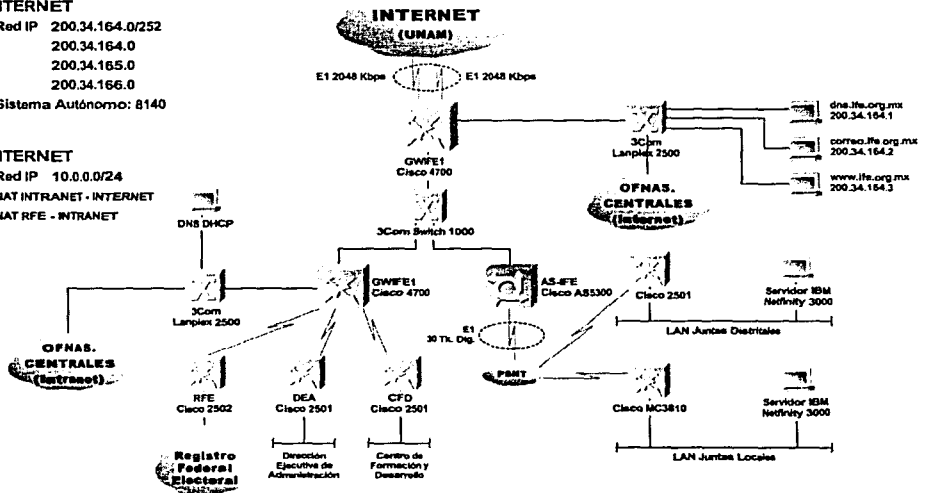 NTERNET
Red IP 200.34.164.0/252
200.34.164.0
200.34.165.0
200.34.166.0
Sistema Autónomo: 8140
NTERNET
Red IP 10.0.0.0/24
NAT INTRANET - INTERNET
NAT RFE - INTRANET
INTERNET
(UNAM)
E1 2048 Kbps
E1 2048 Kbps
GWIFE1
Cisco 4700
3Com
Lanplex 2500
dns.ife.org.mx
200.34.164.1
correo.ife.org.mx
200.34.164.2
www.ife.org.mx
200.34.164.3
OFNAS.
CENTRALES
(Internet)
3Com Switch 1000
DNS DHCP
3Com
Lanplex 2500
GWIFE1
Cisco 4700
AS-IFE
Cisco AS5300
Cisco 2501
Servidor IBM
Netfinity 3000
LAN Juntas Distritales
E1
30 Tk. Dig.
OFNAS.
CENTRALES
(Intranet)
RFE
Cisco 2502
DEA
Cisco 2501
CFD
Cisco 2501
PSNT
Cisco MC3810
Servidor IBM
Netfinity 3000
LAN Juntas Locales
Registro
Federal
Electoral
Dirección
Ejecutiva de
Administración
Centro de
Formación y
Desarrollo